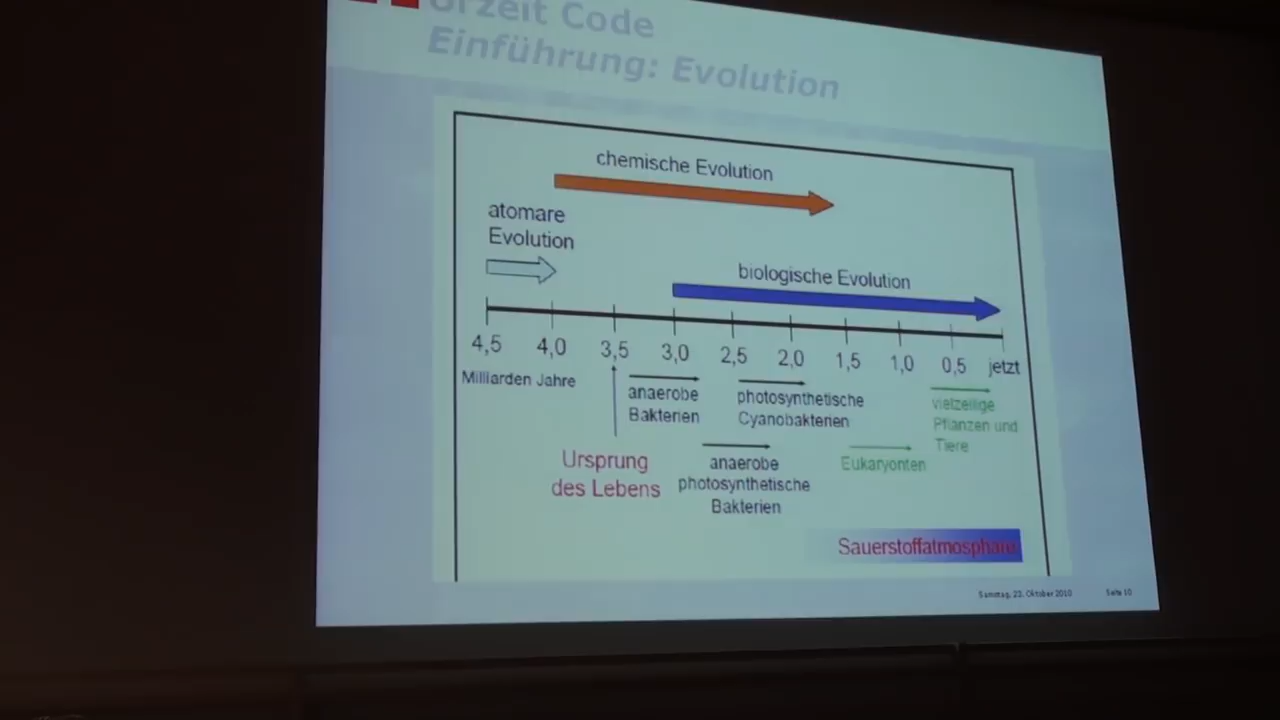 Urzeit Code
Einführung: Evolution
chemische Evolution
atomare
Evolution
biologische Evolution
4,5 4,0 3,5 3,0 2,5 2,0 1,5 1,0 0,5 jetzt
Milliarden Jahre
anaerobe
Bakterien
photosynthetische
Cyanobakterien
vielzellige
Pflanzen und
Tiere
Ursprung
des Lebens
anaerobe
photosynthetische
Bakterien
Eukaryonten
Sauerstoffatmosphäre
Samstag, 23. Oktober 2010
Seite 10